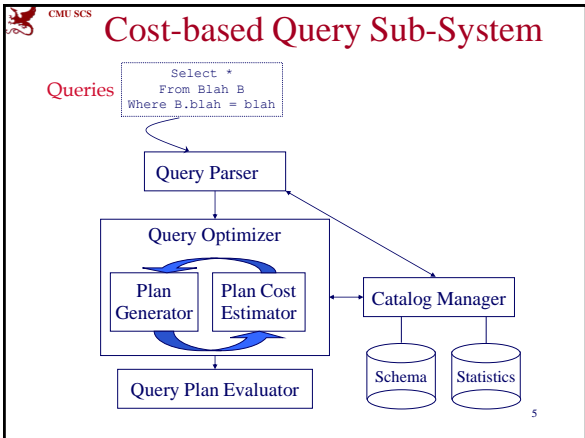 CMU SCS
Cost-based Query Sub-System
Queries
Select *
From Blah B
Where B.blah = blah
Query Parser
Query Optimizer
Plan
Generator
Plan Cost
Estimator
Catalog Manager
Schema
Statistics
Query Plan Evaluator
5